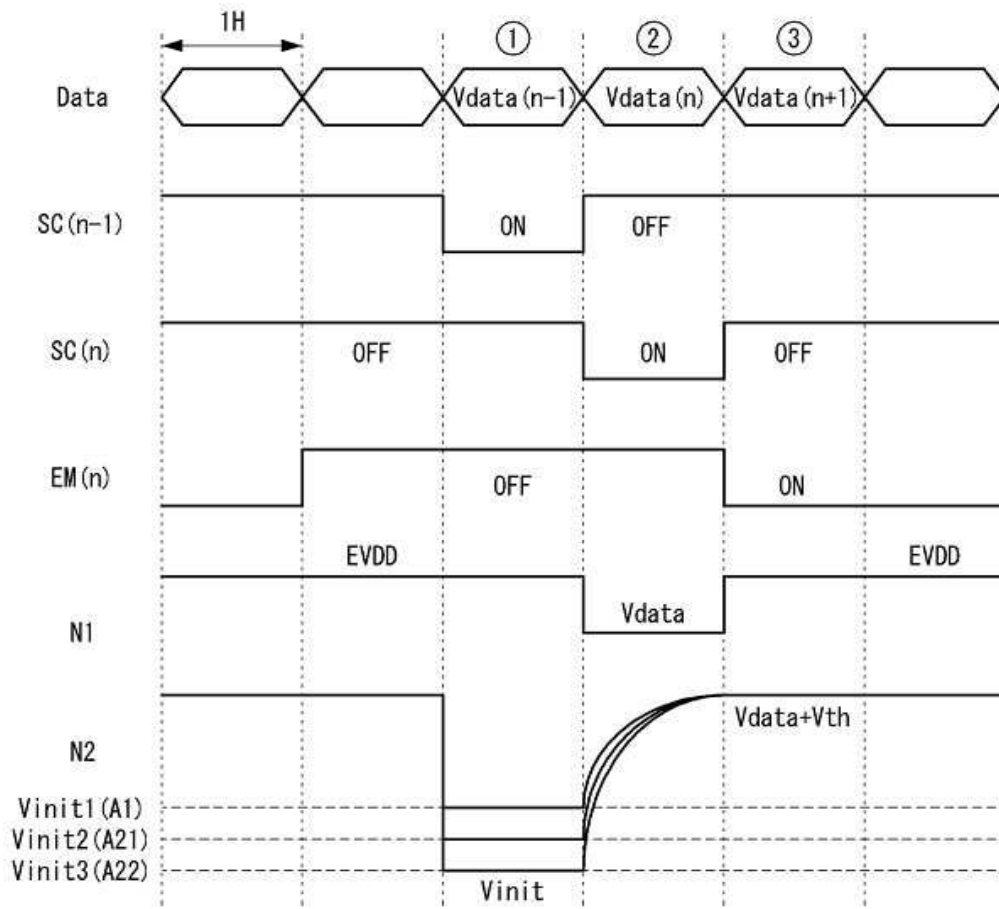 1H ① ② ③
Data Vdata(n-1) Vdata(n) Vdata(n+1)
SC(n-1) ON OFF
SC(n) OFF ON OFF
EM(n) OFF ON
EVDD EVDD
N1 Vdata
N2 Vdata+Vth
Vinit1(A1)
Vinit2(A21)
Vinit3(A22)
Vinit